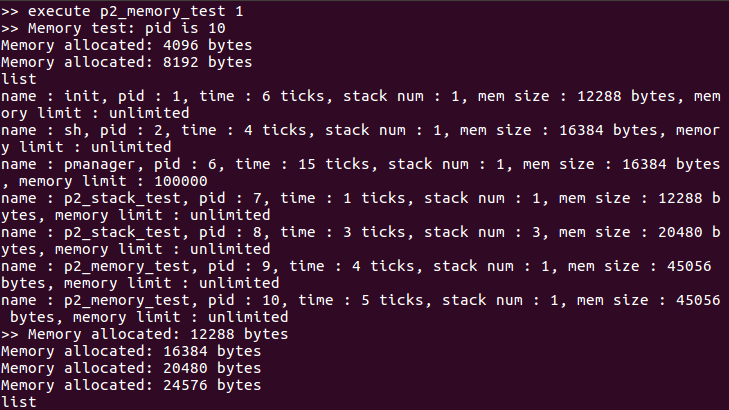 >> execute p2_memory_test 1
>> Memory test: pid is 10
Memory allocated: 4096 bytes
Memory allocated: 8192 bytes
list
name : init, pid : 1, time : 6 ticks, stack num : 1, mem size : 12288 bytes, mem
ory limit : unlimited
name : sh, pid : 2, time : 4 ticks, stack num : 1, mem size : 16384 bytes, memor
y limit : unlimited
name : pmanager, pid : 6, time : 15 ticks, stack num : 1, mem size : 16384 bytes
, memory limit : 100000
name : p2_stack_test, pid : 7, time : 1 ticks, stack num : 1, mem size : 12288 b
ytes, memory limit : unlimited
name : p2_stack_test, pid : 8, time : 3 ticks, stack num : 3, mem size : 20480 b
ytes, memory limit : unlimited
name : p2_memory_test, pid : 9, time : 4 ticks, stack num : 1, mem size : 45056
bytes, memory limit : unlimited
name : p2_memory_test, pid : 10, time : 5 ticks, stack num : 1, mem size : 45056
 bytes, memory limit : unlimited
>> Memory allocated: 12288 bytes
Memory allocated: 16384 bytes
Memory allocated: 20480 bytes
Memory allocated: 24576 bytes
list